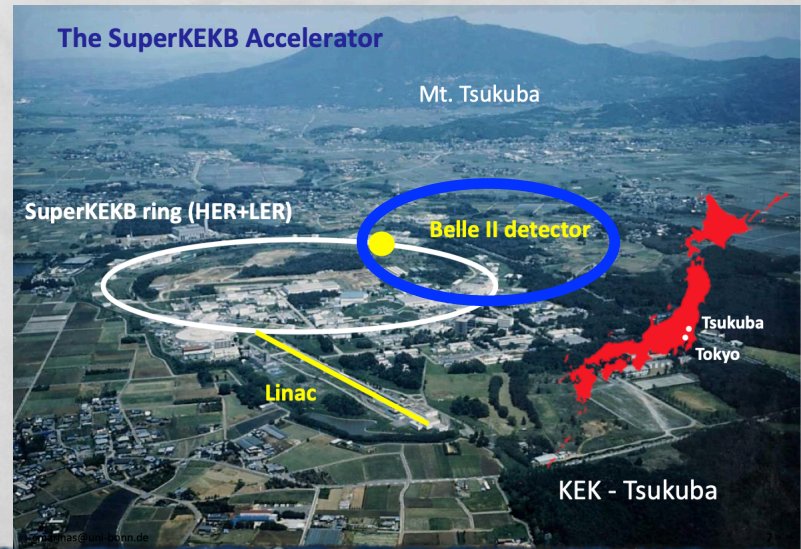 The SuperKEKB Accelerator
Mt. Tsukuba
SuperKEKB ring (HER+LER)
Belle II detector
Tsukuba
Tokyo
Linac
KEK - Tsukuba